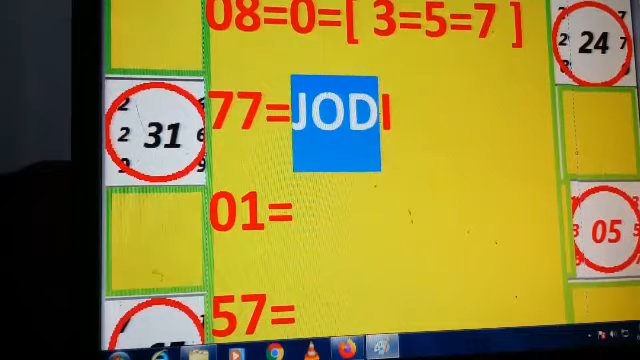 08=0=[ 3=5=7 ]
24
77=JODI
31
01=
05
57=